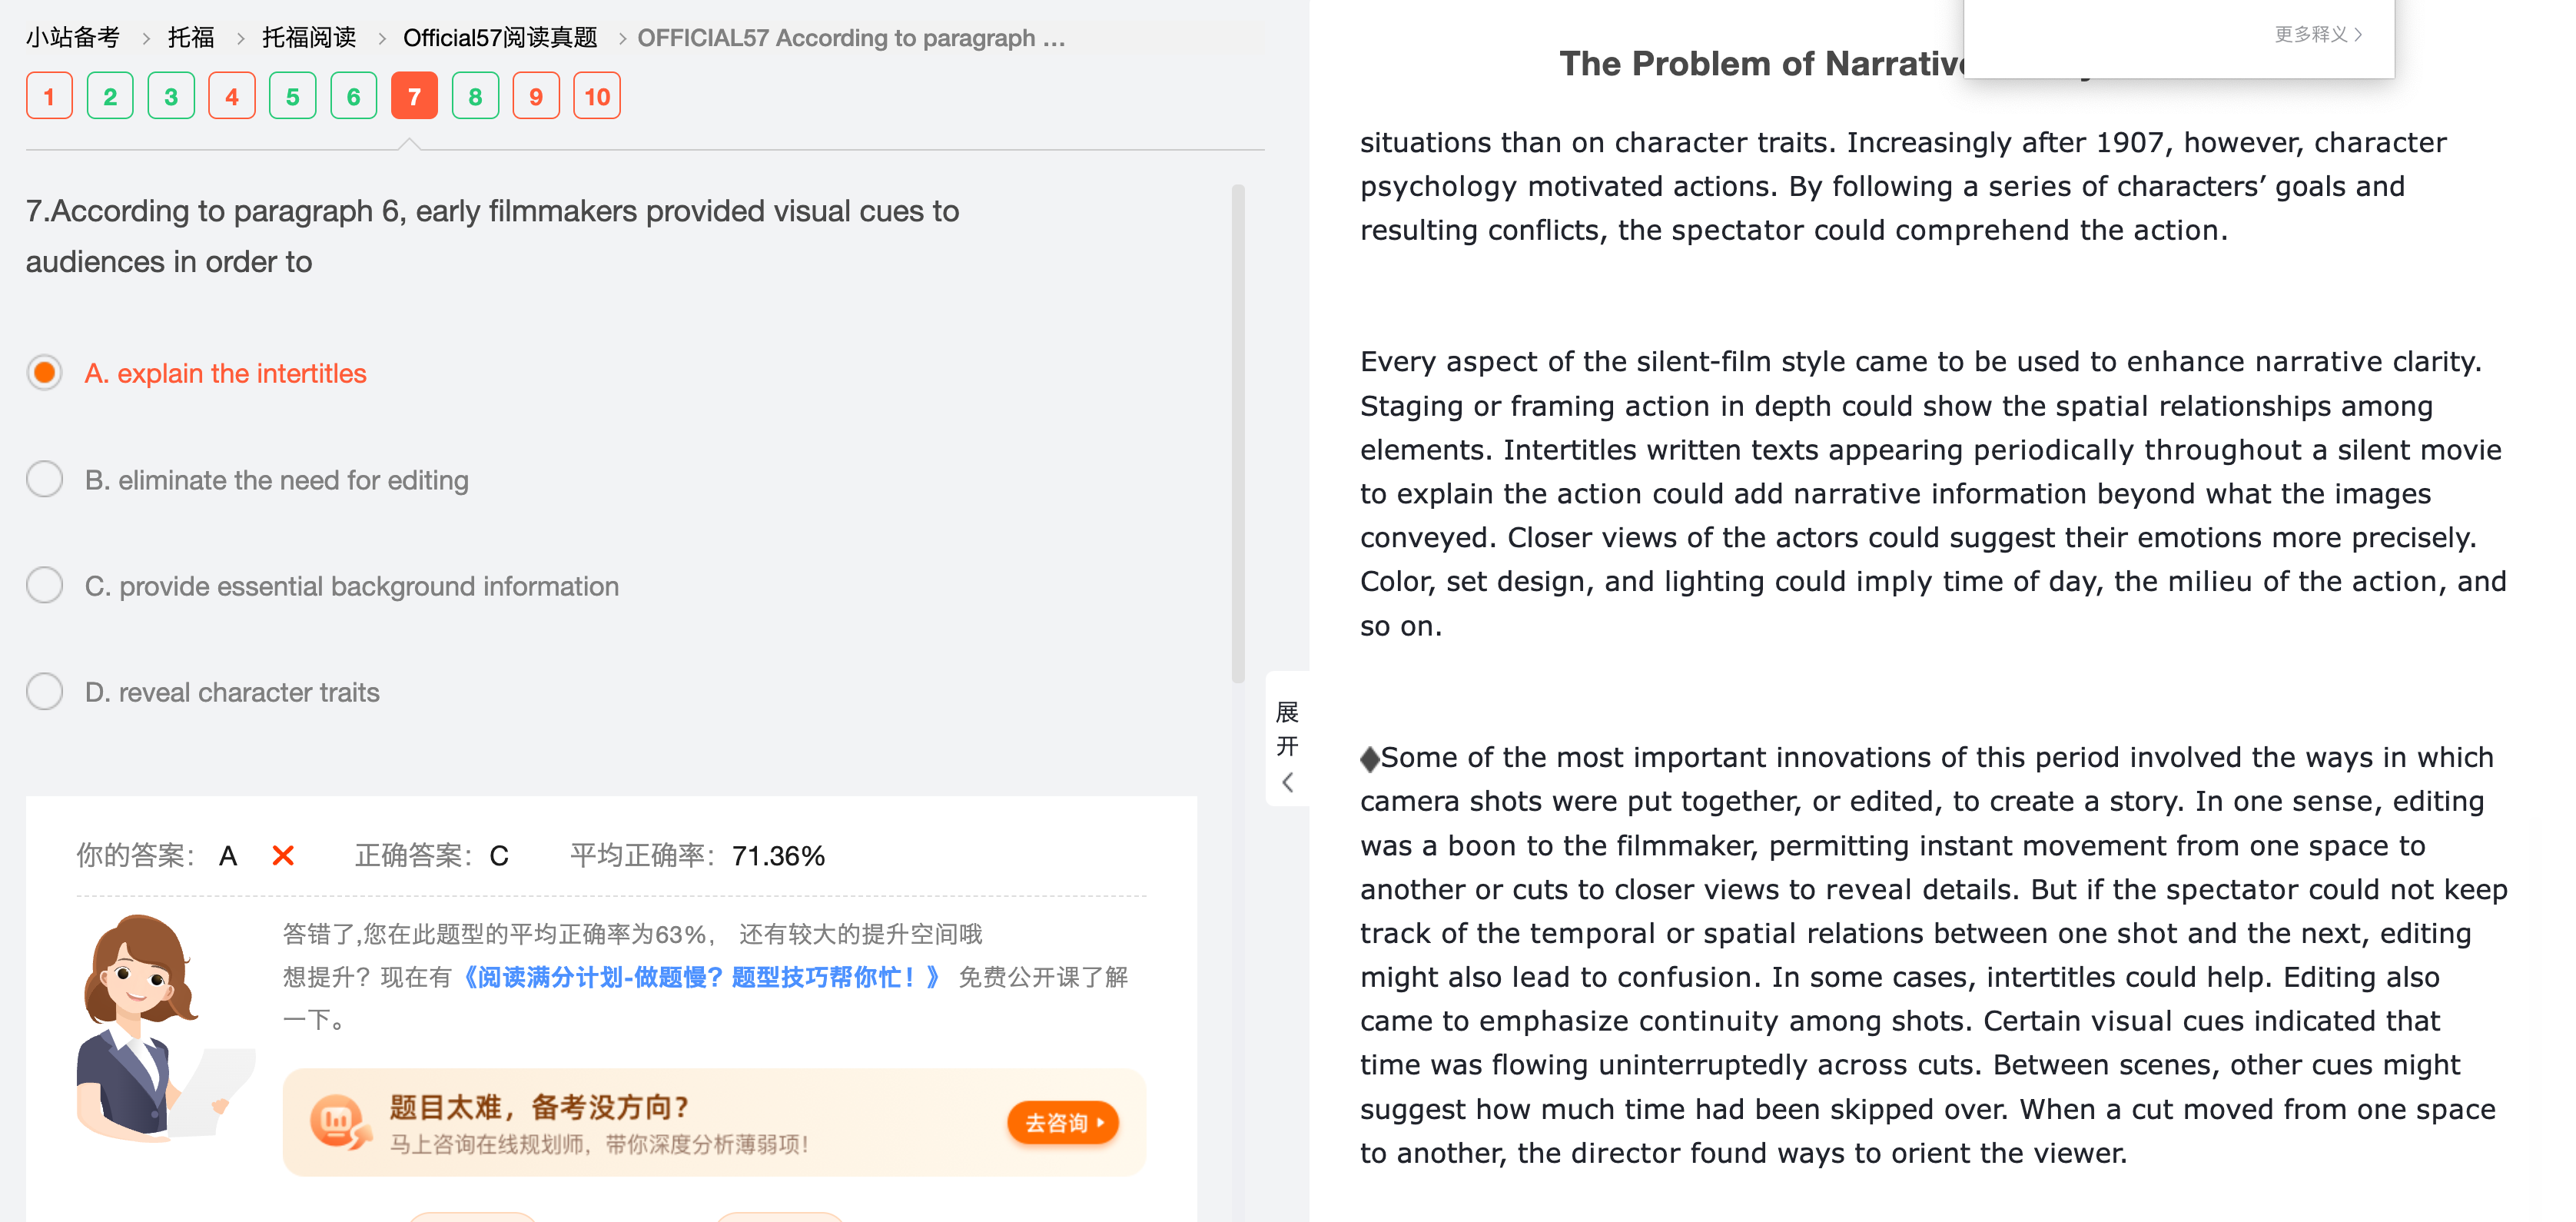 小站备考 > 托福 > 托福阅读 > Official57阅读真题 > OFFICIAL57 According to paragraph ...
1 2 3 4 5 6 7 8 9 10
7.According to paragraph 6, early filmmakers provided visual cues to
audiences in order to
A. explain the intertitles
B. eliminate the need for editing
C. provide essential background information
D. reveal character traits
你的答案： A 正确答案： C 平均正确率： 71.36%
答错了,您在此题型的平均正确率为63%， 还有较大的提升空间哦
想提升？现在有《阅读满分计划-做题慢？题型技巧帮你忙！》 免费公开课了解
一下。
题目太难，备考没方向？
马上咨询在线规划师，带你深度分析薄弱项！
去咨询
展
开
更多释义 >
The Problem of Narrative
situations than on character traits. Increasingly after 1907, however, character
psychology motivated actions. By following a series of characters’ goals and
resulting conflicts, the spectator could comprehend the action.
Every aspect of the silent-film style came to be used to enhance narrative clarity.
Staging or framing action in depth could show the spatial relationships among
elements. Intertitles written texts appearing periodically throughout a silent movie
to explain the action could add narrative information beyond what the images
conveyed. Closer views of the actors could suggest their emotions more precisely.
Color, set design, and lighting could imply time of day, the milieu of the action, and
so on.
◆Some of the most important innovations of this period involved the ways in which
camera shots were put together, or edited, to create a story. In one sense, editing
was a boon to the filmmaker, permitting instant movement from one space to
another or cuts to closer views to reveal details. But if the spectator could not keep
track of the temporal or spatial relations between one shot and the next, editing
might also lead to confusion. In some cases, intertitles could help. Editing also
came to emphasize continuity among shots. Certain visual cues indicated that
time was flowing uninterruptedly across cuts. Between scenes, other cues might
suggest how much time had been skipped over. When a cut moved from one space
to another, the director found ways to orient the viewer.